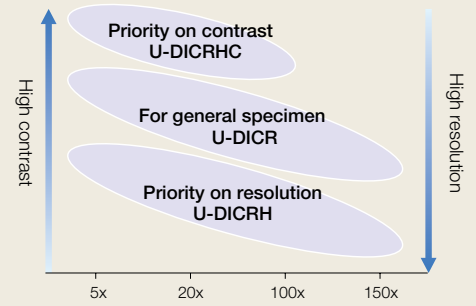 Priority on contrast
U-DICRHC
For general specimen
U-DICR
Priority on resolution
U-DICRH
High contrast
High resolution
5x 20x 100x 150x